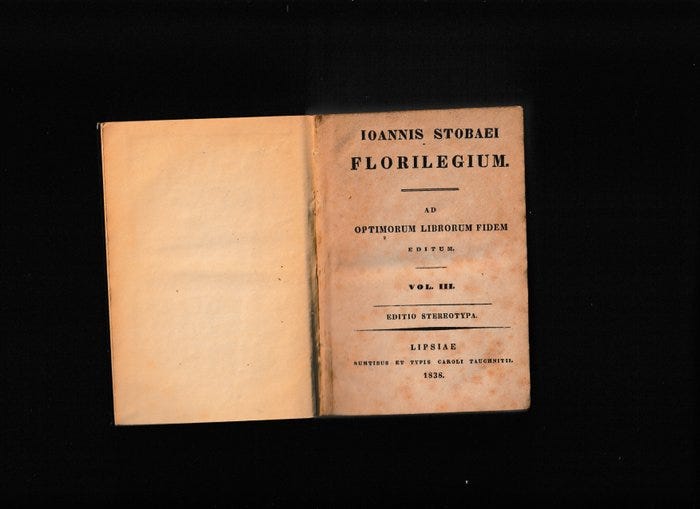 IOANNIS STOBAEI
FLORILEGIUM.
AD
OPTIMORUM LIBRORUM FIDEM
EDITUM.
VOL. III.
EDITIO STEREOTYPA.
LIPSIAE
SUMTIBUS ET TYPIS CAROLI TAUCHNITII.
1838.